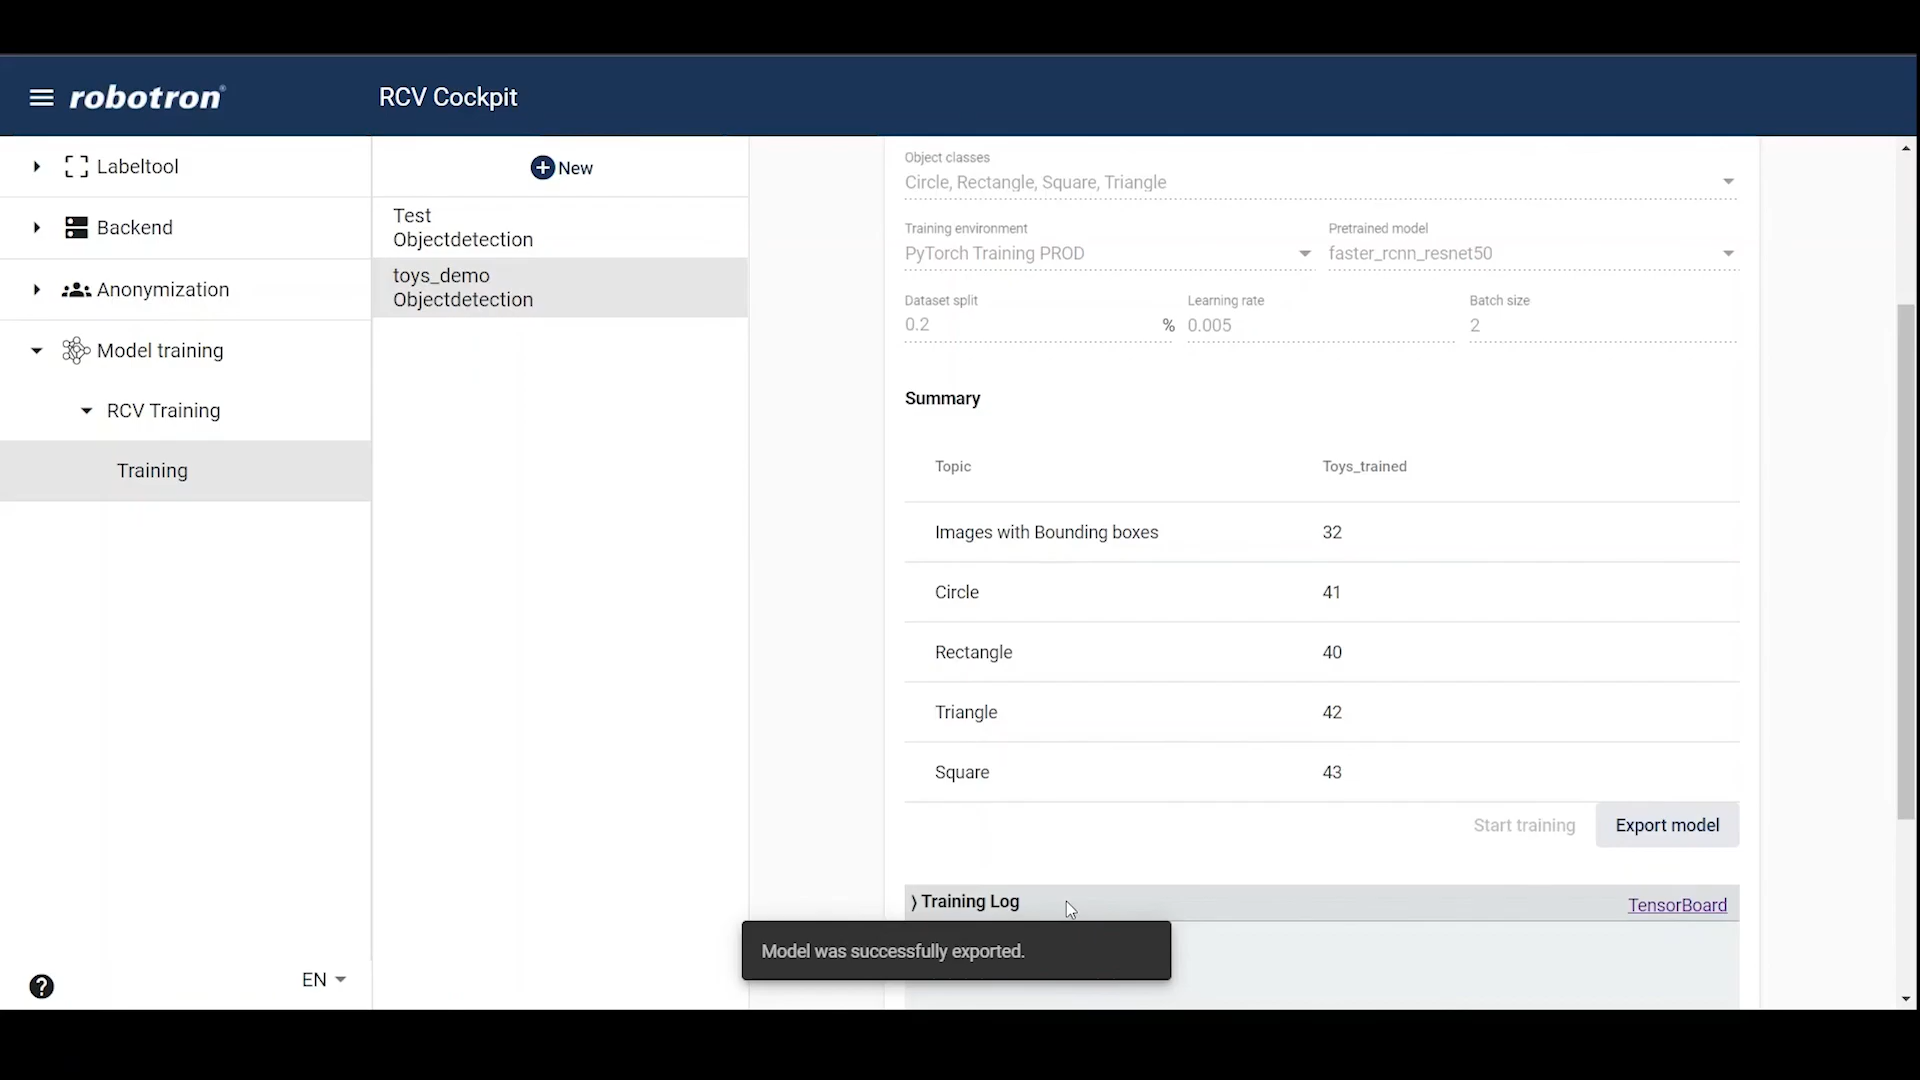 robotron®
RCV Cockpit
Labeltool
Backend
Anonymization
Model training
RCV Training
Training
EN
New
Test
Objectdetection
toys_demo
Objectdetection
Object classes
Circle, Rectangle, Square, Triangle
Training environment
PyTorch Training PROD
Pretrained model
faster_rcnn_resnet50
Dataset split
0.2 %
Learning rate
0.005
Batch size
2
Summary
Topic Toys_trained
Images with Bounding boxes 32
Circle 41
Rectangle 40
Triangle 42
Square 43
Start training Export model
Training Log TensorBoard
Model was successfully exported.